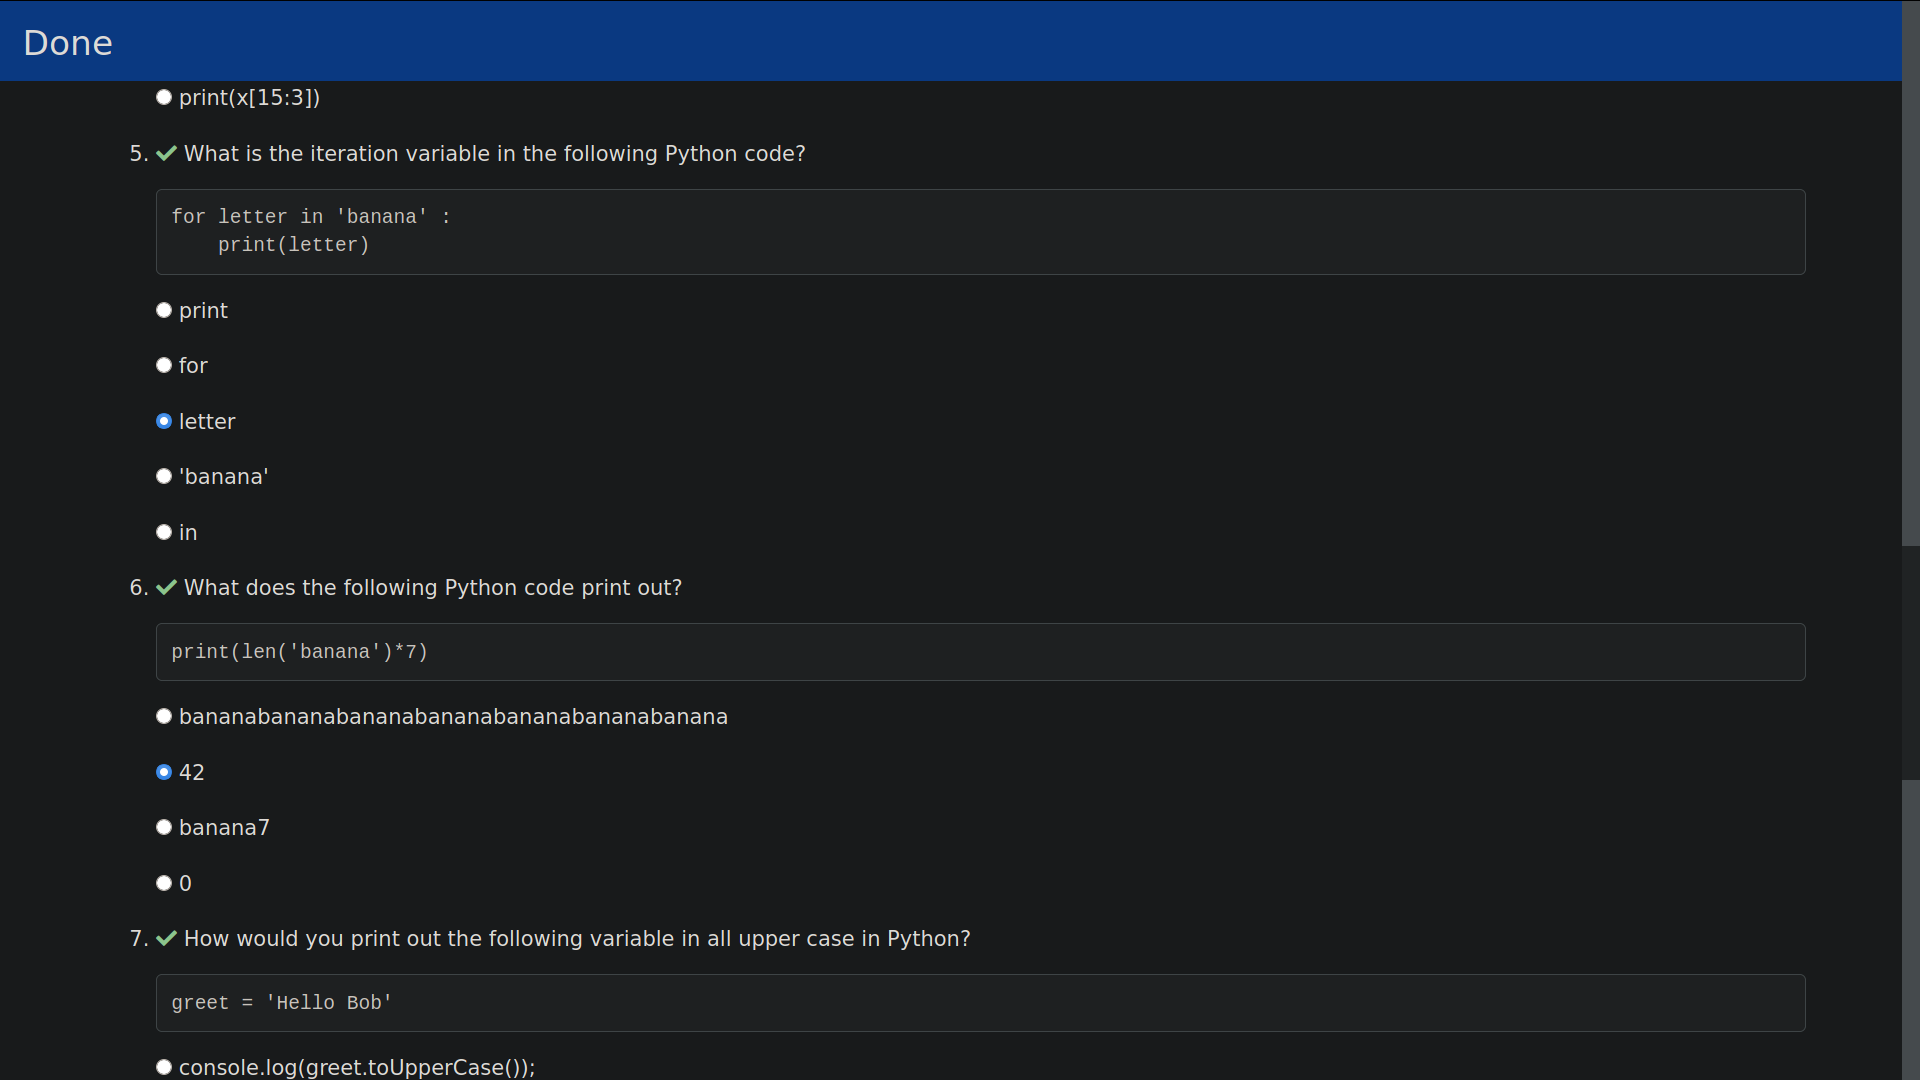 Done
print(x[15:3])
5. What is the iteration variable in the following Python code?
for letter in 'banana' :
    print(letter)
print
for
letter
'banana'
in
6. What does the following Python code print out?
print(len('banana')*7)
bananabananabananabananabananabananabanana
42
banana7
0
7. How would you print out the following variable in all upper case in Python?
greet = 'Hello Bob'
console.log(greet.toUpperCase());